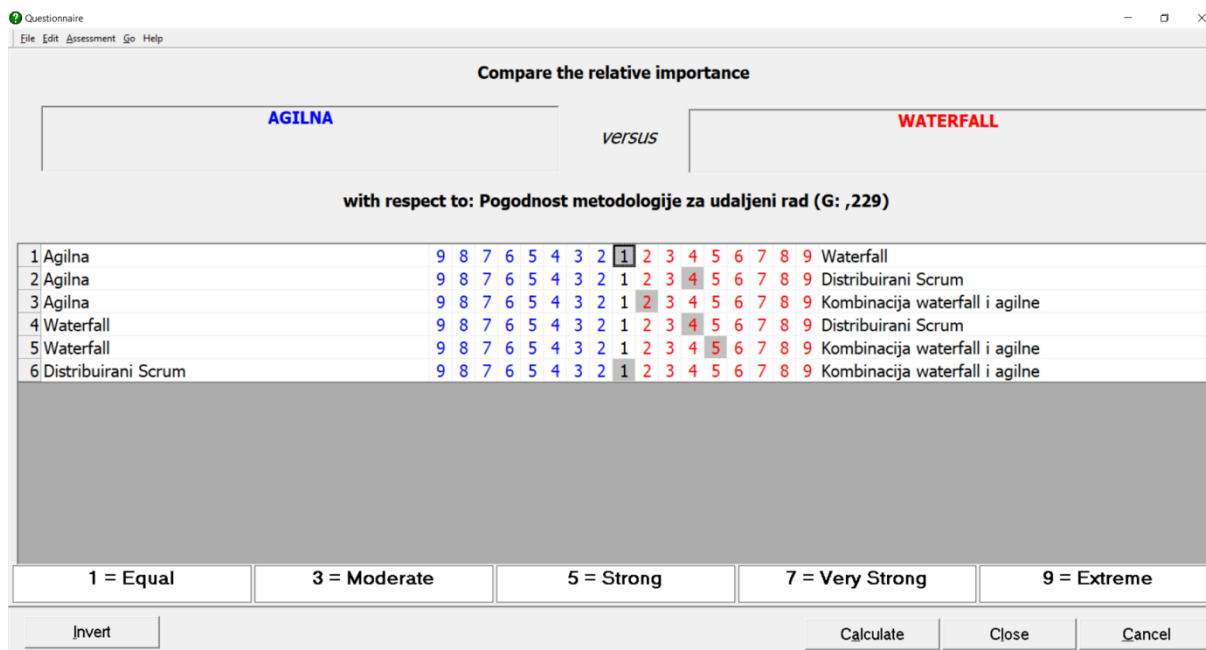 Questionnaire
File Edit Assessment Go Help
Compare the relative importance
AGILNA
versus
WATERFALL
with respect to: Pogodnost metodologije za udaljeni rad (G: ,229)
1 Agilna 9 8 7 6 5 4 3 2 1 2 3 4 5 6 7 8 9 Waterfall
2 Agilna 9 8 7 6 5 4 3 2 1 2 3 4 5 6 7 8 9 Distribuirani Scrum
3 Agilna 9 8 7 6 5 4 3 2 1 2 3 4 5 6 7 8 9 Kombinacija waterfall i agilne
4 Waterfall 9 8 7 6 5 4 3 2 1 2 3 4 5 6 7 8 9 Distribuirani Scrum
5 Waterfall 9 8 7 6 5 4 3 2 1 2 3 4 5 6 7 8 9 Kombinacija waterfall i agilne
6 Distribuirani Scrum 9 8 7 6 5 4 3 2 1 2 3 4 5 6 7 8 9 Kombinacija waterfall i agilne
1 = Equal 3 = Moderate 5 = Strong 7 = Very Strong 9 = Extreme
Invert Calculate Close Cancel